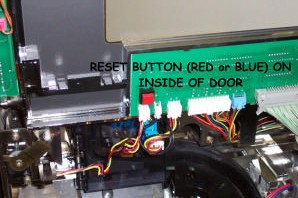 RESET BUTTON (RED or BLUE) ON
INSIDE OF DOOR